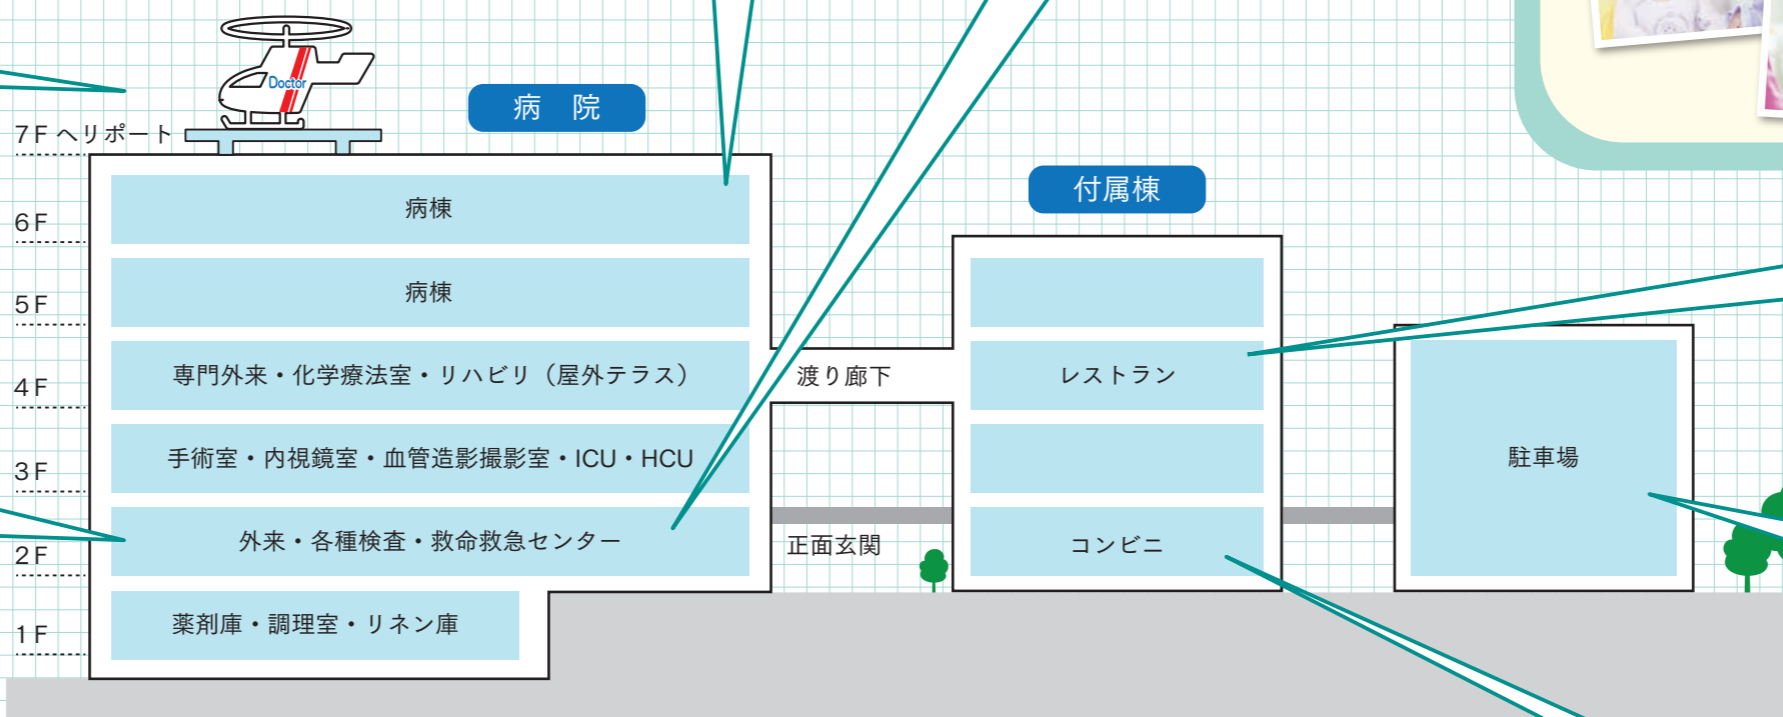 Doctor
病　院
7F ヘリポート
付属棟
6F
病棟
5F
病棟
4F
専門外来・化学療法室・リハビリ（屋外テラス）
渡り廊下
レストラン
3F
手術室・内視鏡室・血管造影撮影室・ICU・HCU
駐車場
2F
外来・各種検査・救命救急センター
正面玄関
コンビニ
1F
薬剤庫・調理室・リネン庫